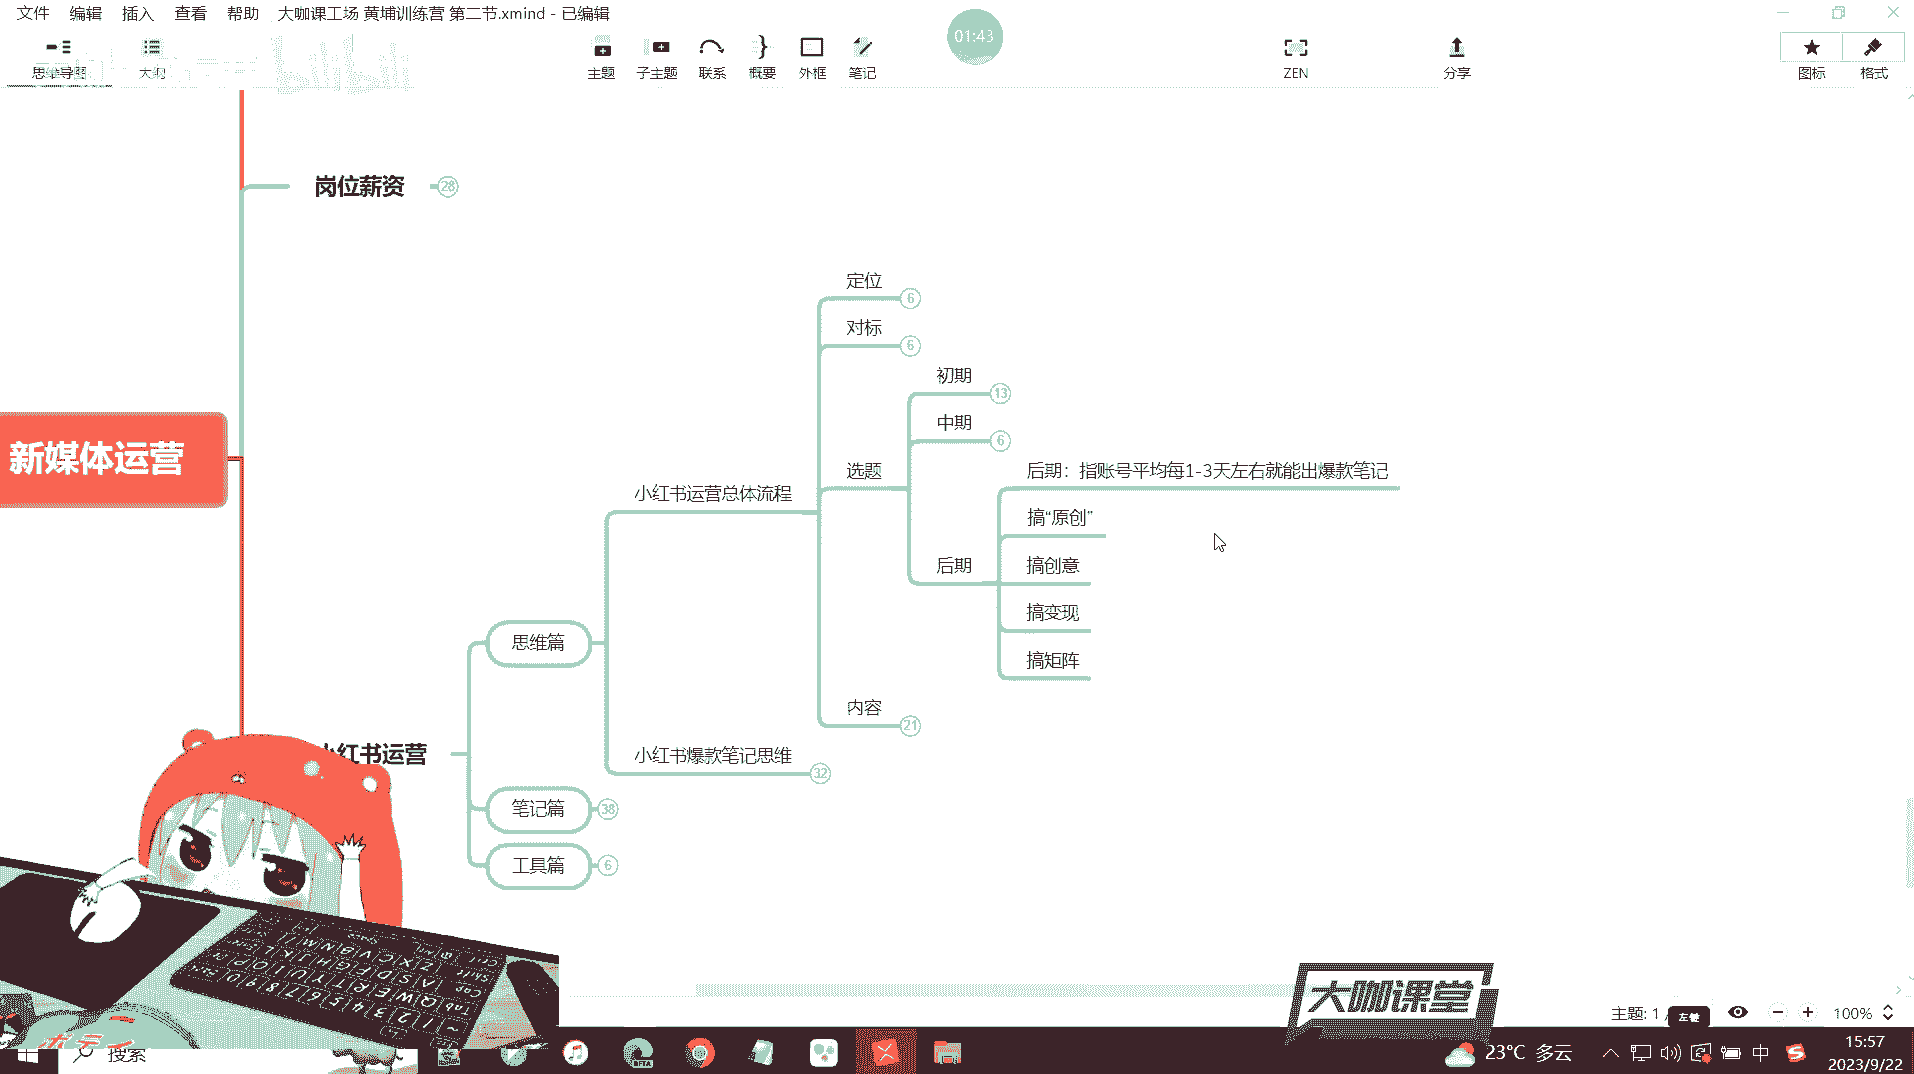 文件 编辑 插入 查看 帮助 大咖课工场 黄埔训练营 第二节.xmind - 已编辑
01:43
思维导图 大纲 主题 子主题 联系 概要 外框 笔记 ZEN 分享 图标 格式
bilibili
岗位薪资 28
定位 6
对标 6
初期 13
中期 6
新媒体运营
选题
后期：指账号平均每1-3天左右就能出爆款笔记
小红书运营总体流程
搞“原创”
后期
搞创意
搞变现
思维篇
搞矩阵
内容 21
小红书运营
小红书爆款笔记思维 32
笔记篇 38
工具篇 6
大咖课堂
主题: 1 /
左键
100%
搜索
23°C 多云
中
15:57
2023/9/22